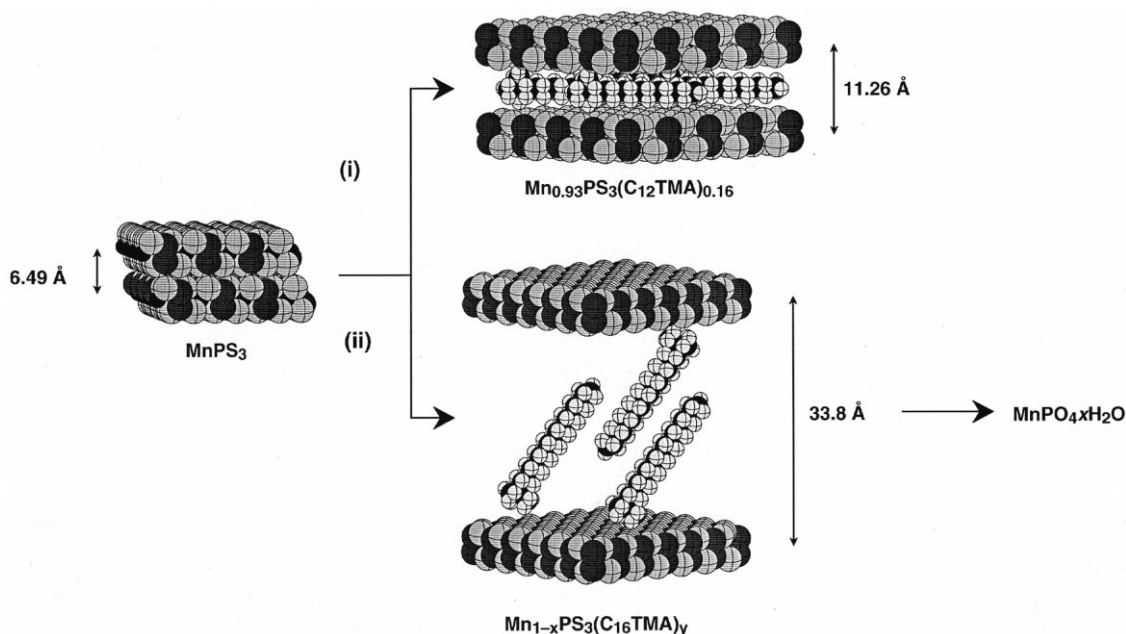 11.26 Å
(i)
Mn₀.₉₃PS₃(C₁₂TMA)₀.₁₆
6.49 Å
(ii)
MnPS₃
33.8 Å
MnPO₄xH₂O
Mn₁₋ₓPS₃(C₁₆TMA)ᵧ